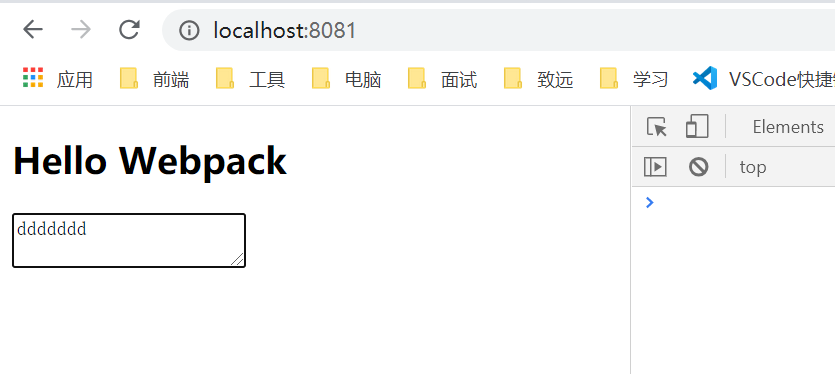 localhost:8081
应用 前端 工具 电脑 面试 致远 学习 VSCode快捷
Elements
top
Hello Webpack
ddddddd